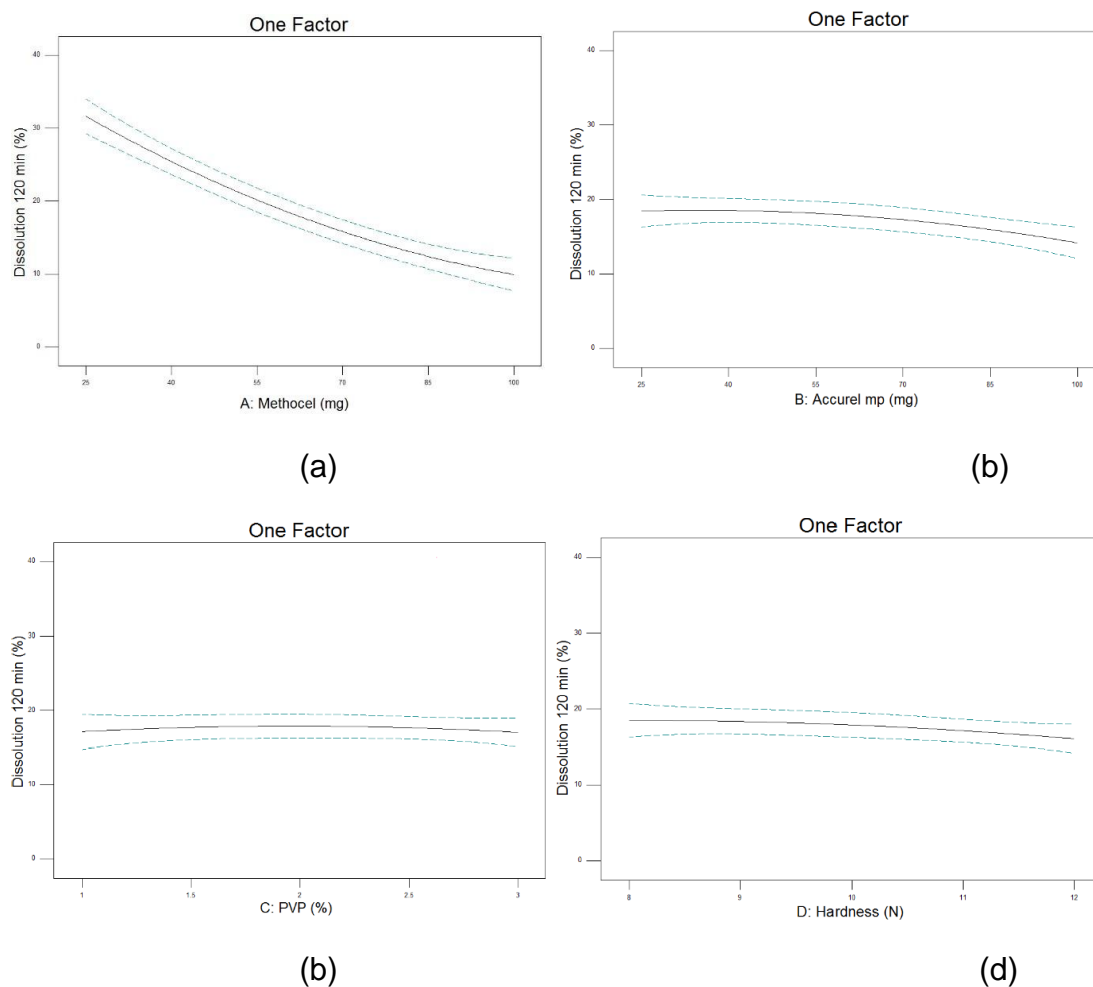 One Factor
Dissolution 120 min (%)
40
30
20
10
0
25 40 55 70 85 100
A: Methocel (mg)
(a)
One Factor
Dissolution 120 min (%)
40
30
20
10
0
25 40 55 70 85 100
B: Accurel mp (mg)
(b)
One Factor
Dissolution 120 min (%)
40
30
20
10
0
1 1.5 2 2.5 3
C: PVP (%)
(b)
One Factor
Dissolution 120 min (%)
40
30
20
10
0
8 9 10 11 12
D: Hardness (N)
(d)